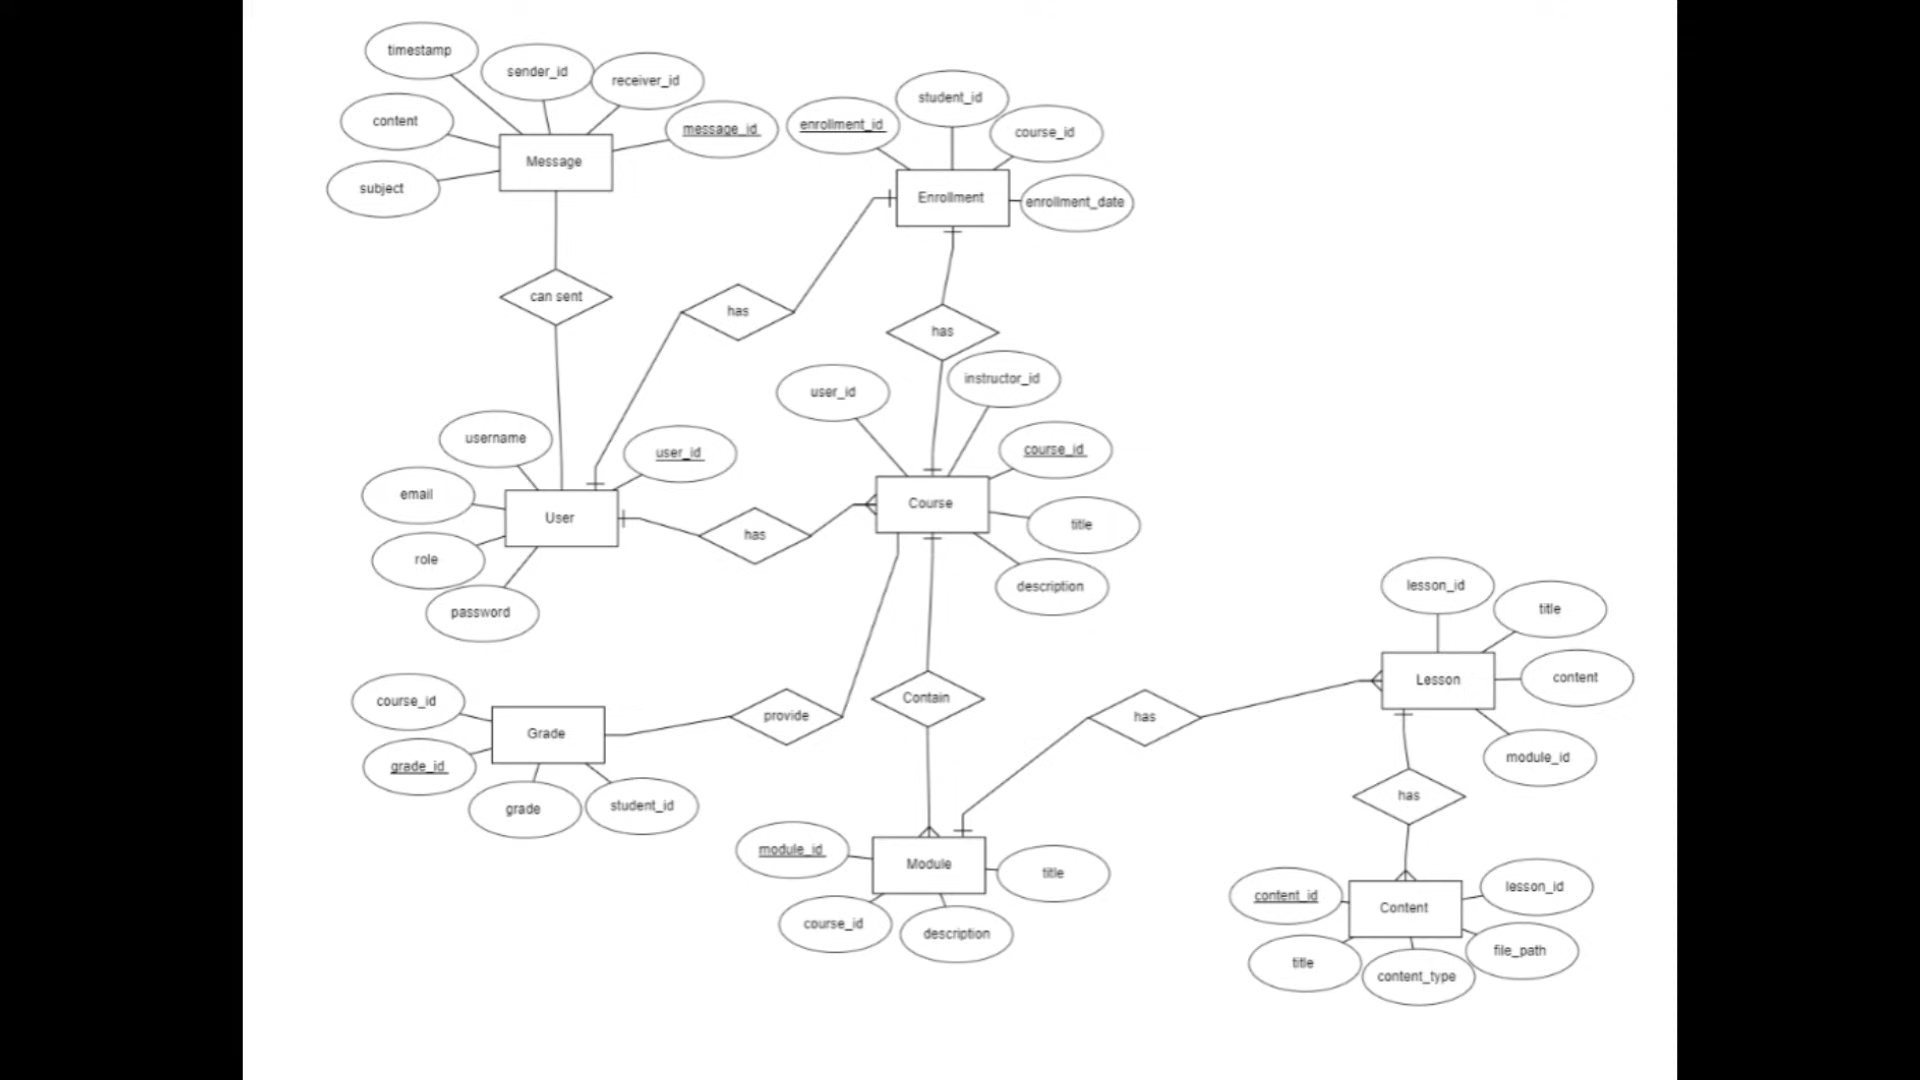 timestamp
sender_id
receiver_id
content
message_id
Message
subject
can sent
student_id
enrollment_id
course_id
Enrollment
enrollment_date
has
has
user_id
instructor_id
username
user_id
course_id
email
User
has
Course
title
role
description
password
lesson_id
title
Lesson
content
module_id
course_id
Grade
provide
Contain
has
grade_id
grade
student_id
has
module_id
Module
title
course_id
description
content_id
Content
lesson_id
title
content_type
file_path